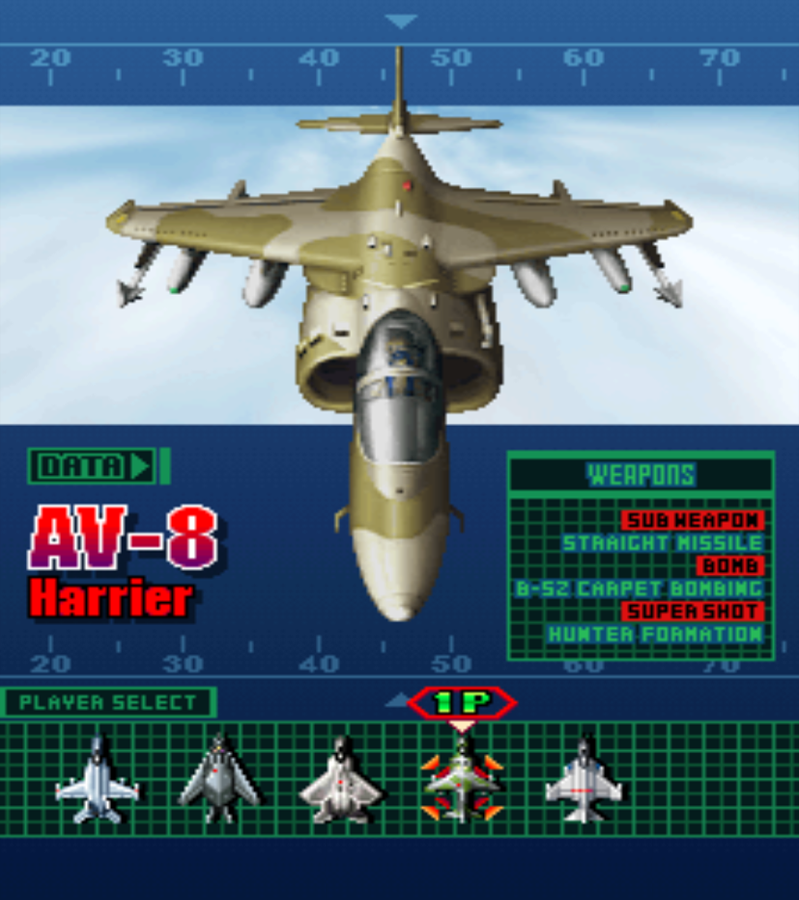 20 30 40 50 60 70
DATA
AV-8
Harrier
WEAPONS
SUB WEAPON
STRAIGHT MISSILE
BOMB
B-52 CARPET BOMBING
SUPER SHOT
HUNTER FORMATION
20 30 40 50 60 70
PLAYER SELECT
1P